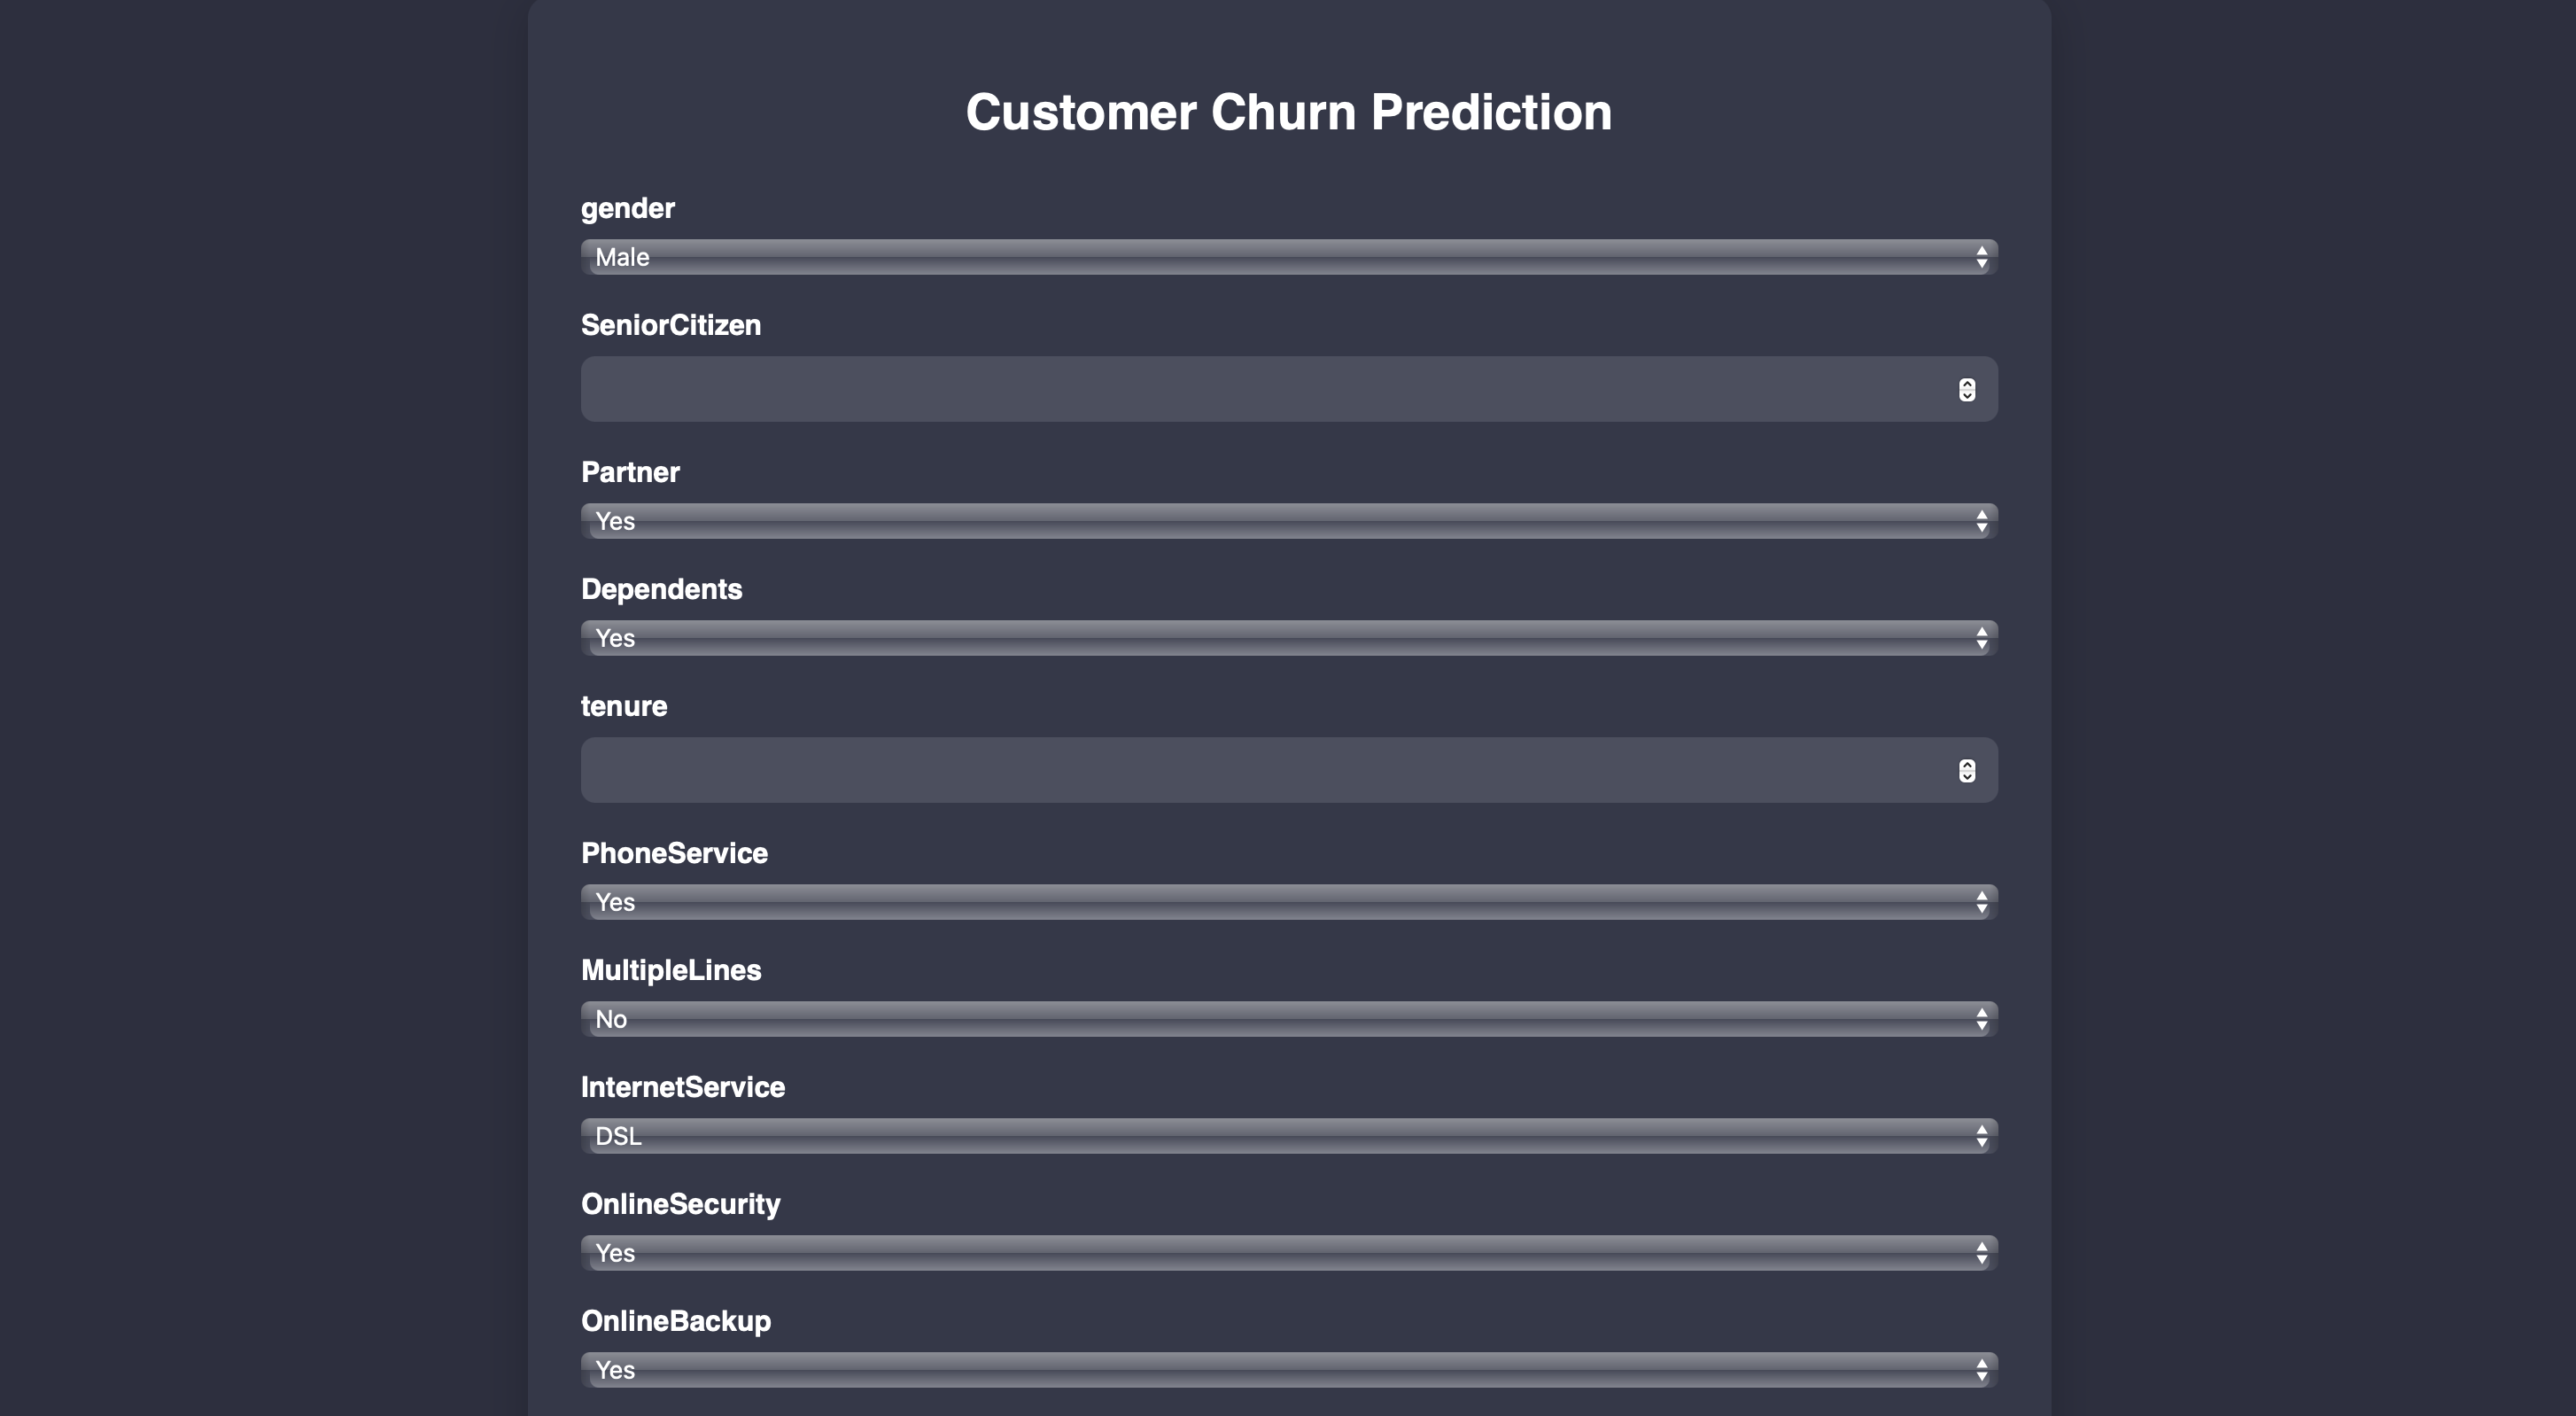 Customer Churn Prediction
gender
Male
SeniorCitizen
Partner
Yes
Dependents
Yes
tenure
PhoneService
Yes
MultipleLines
No
InternetService
DSL
OnlineSecurity
Yes
OnlineBackup
Yes